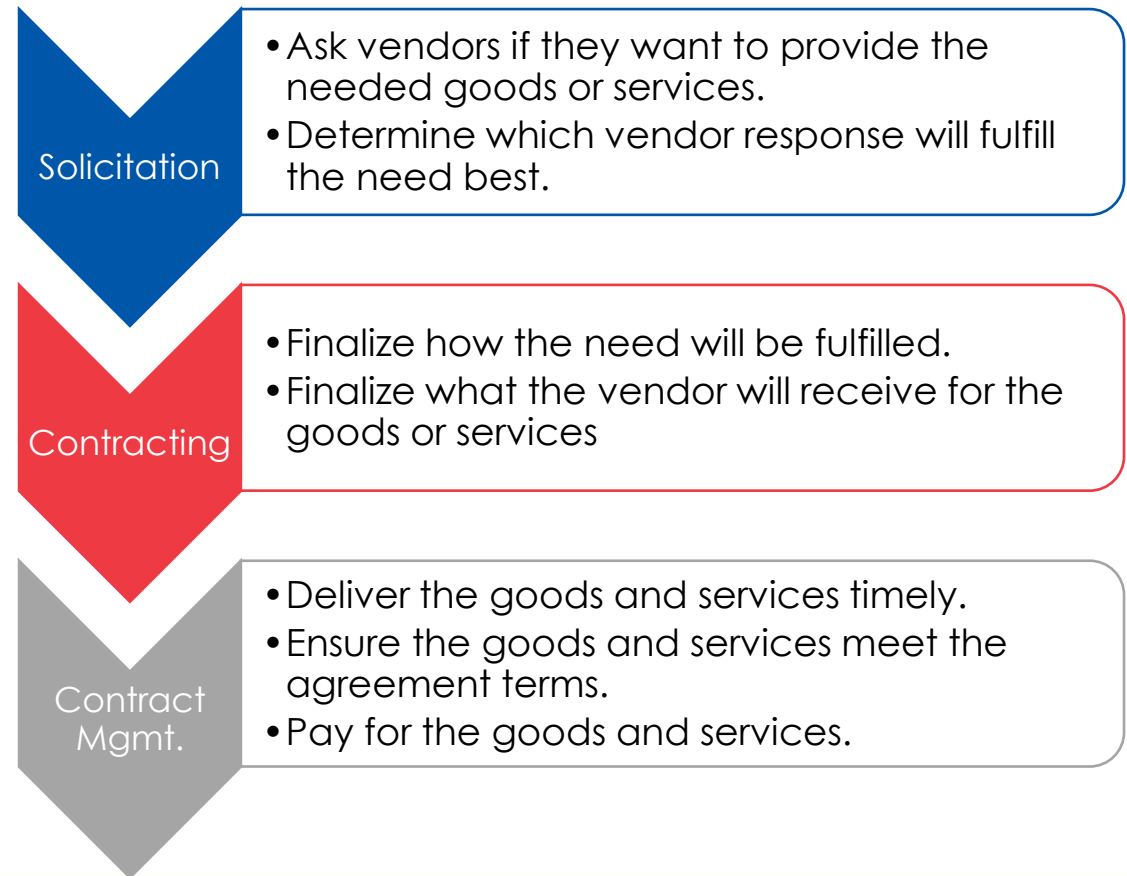 Solicitation
•Ask vendors if they want to provide the
needed goods or services.
•Determine which vendor response will fulfill
the need best.
Contracting
•Finalize how the need will be fulfilled.
•Finalize what the vendor will receive for the
goods or services
Contract
Mgmt.
•Deliver the goods and services timely.
•Ensure the goods and services meet the
agreement terms.
•Pay for the goods and services.